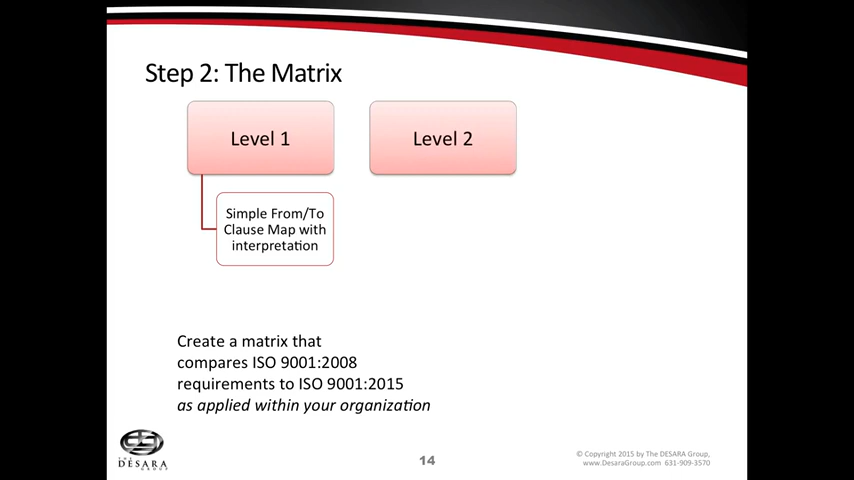 Step 2: The Matrix
Level 1
Level 2
Simple From/To
Clause Map with
interpretation
Create a matrix that
compares ISO 9001:2008
requirements to ISO 9001:2015
as applied within your organization
THE
DESARA
GROUP
14
© Copyright 2015 by The DESARA Group,
www.DesaraGroup.com 631-909-3570